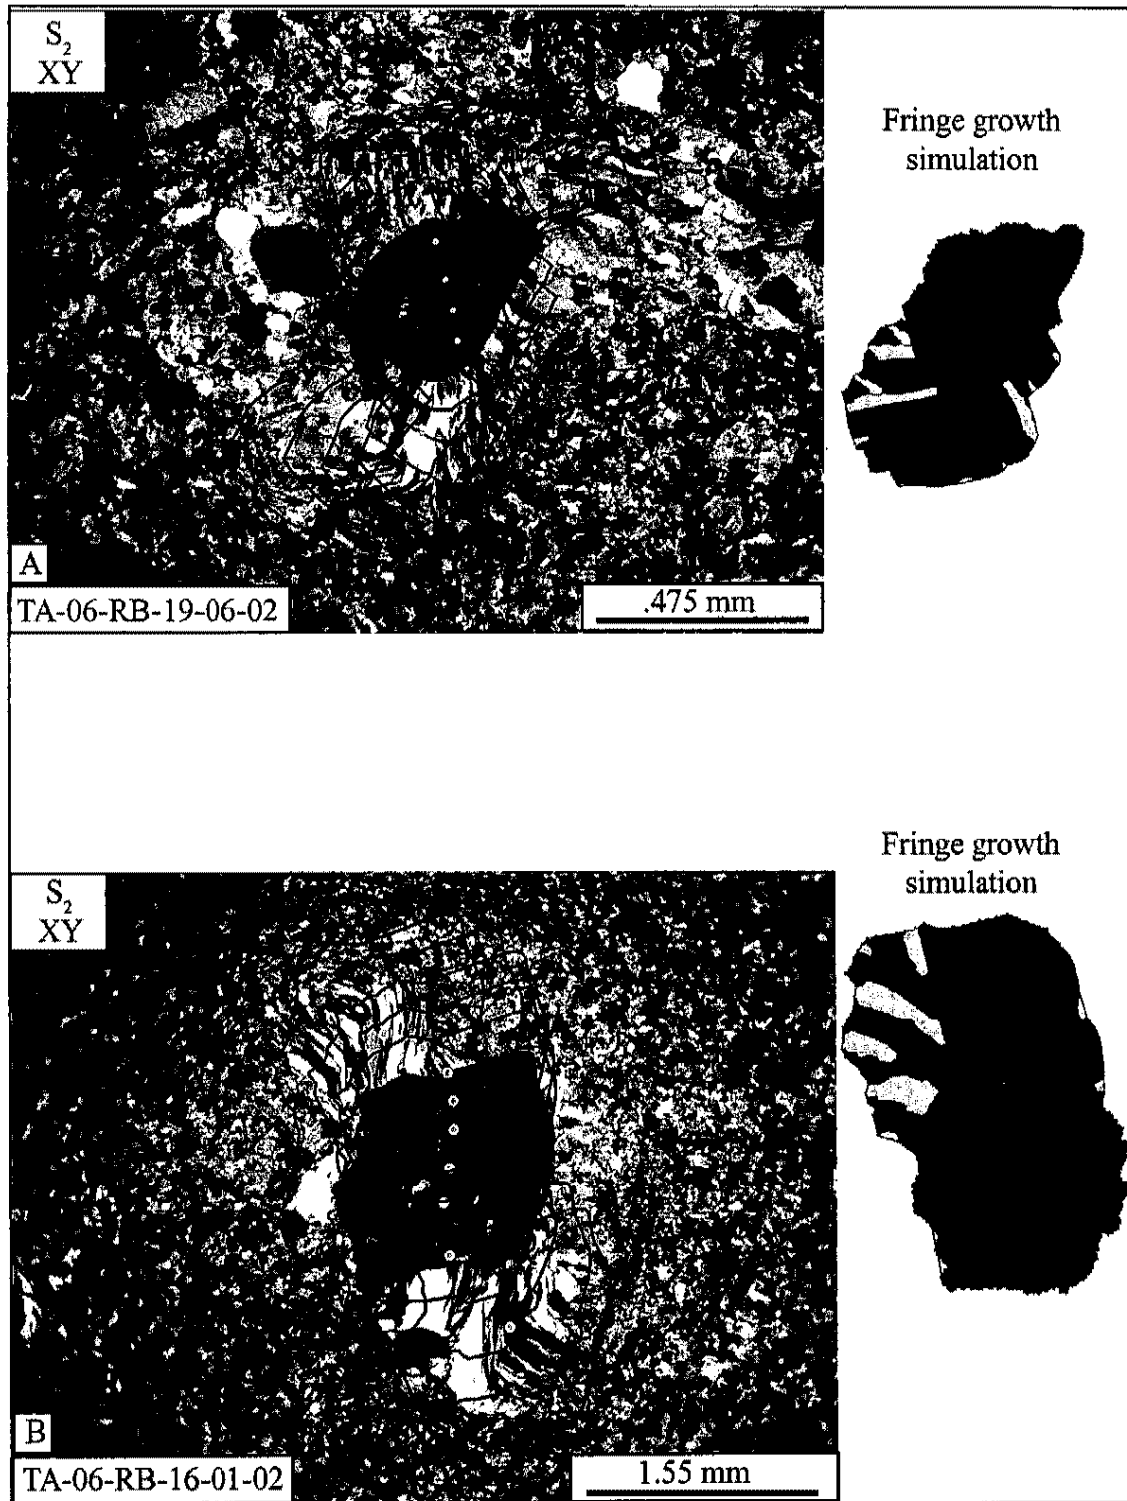 S2
XY
Fringe growth
simulation
A
TA-06-RB-19-06-02
.475 mm
Fringe growth
simulation
S2
XY
B
TA-06-RB-16-01-02
1.55 mm